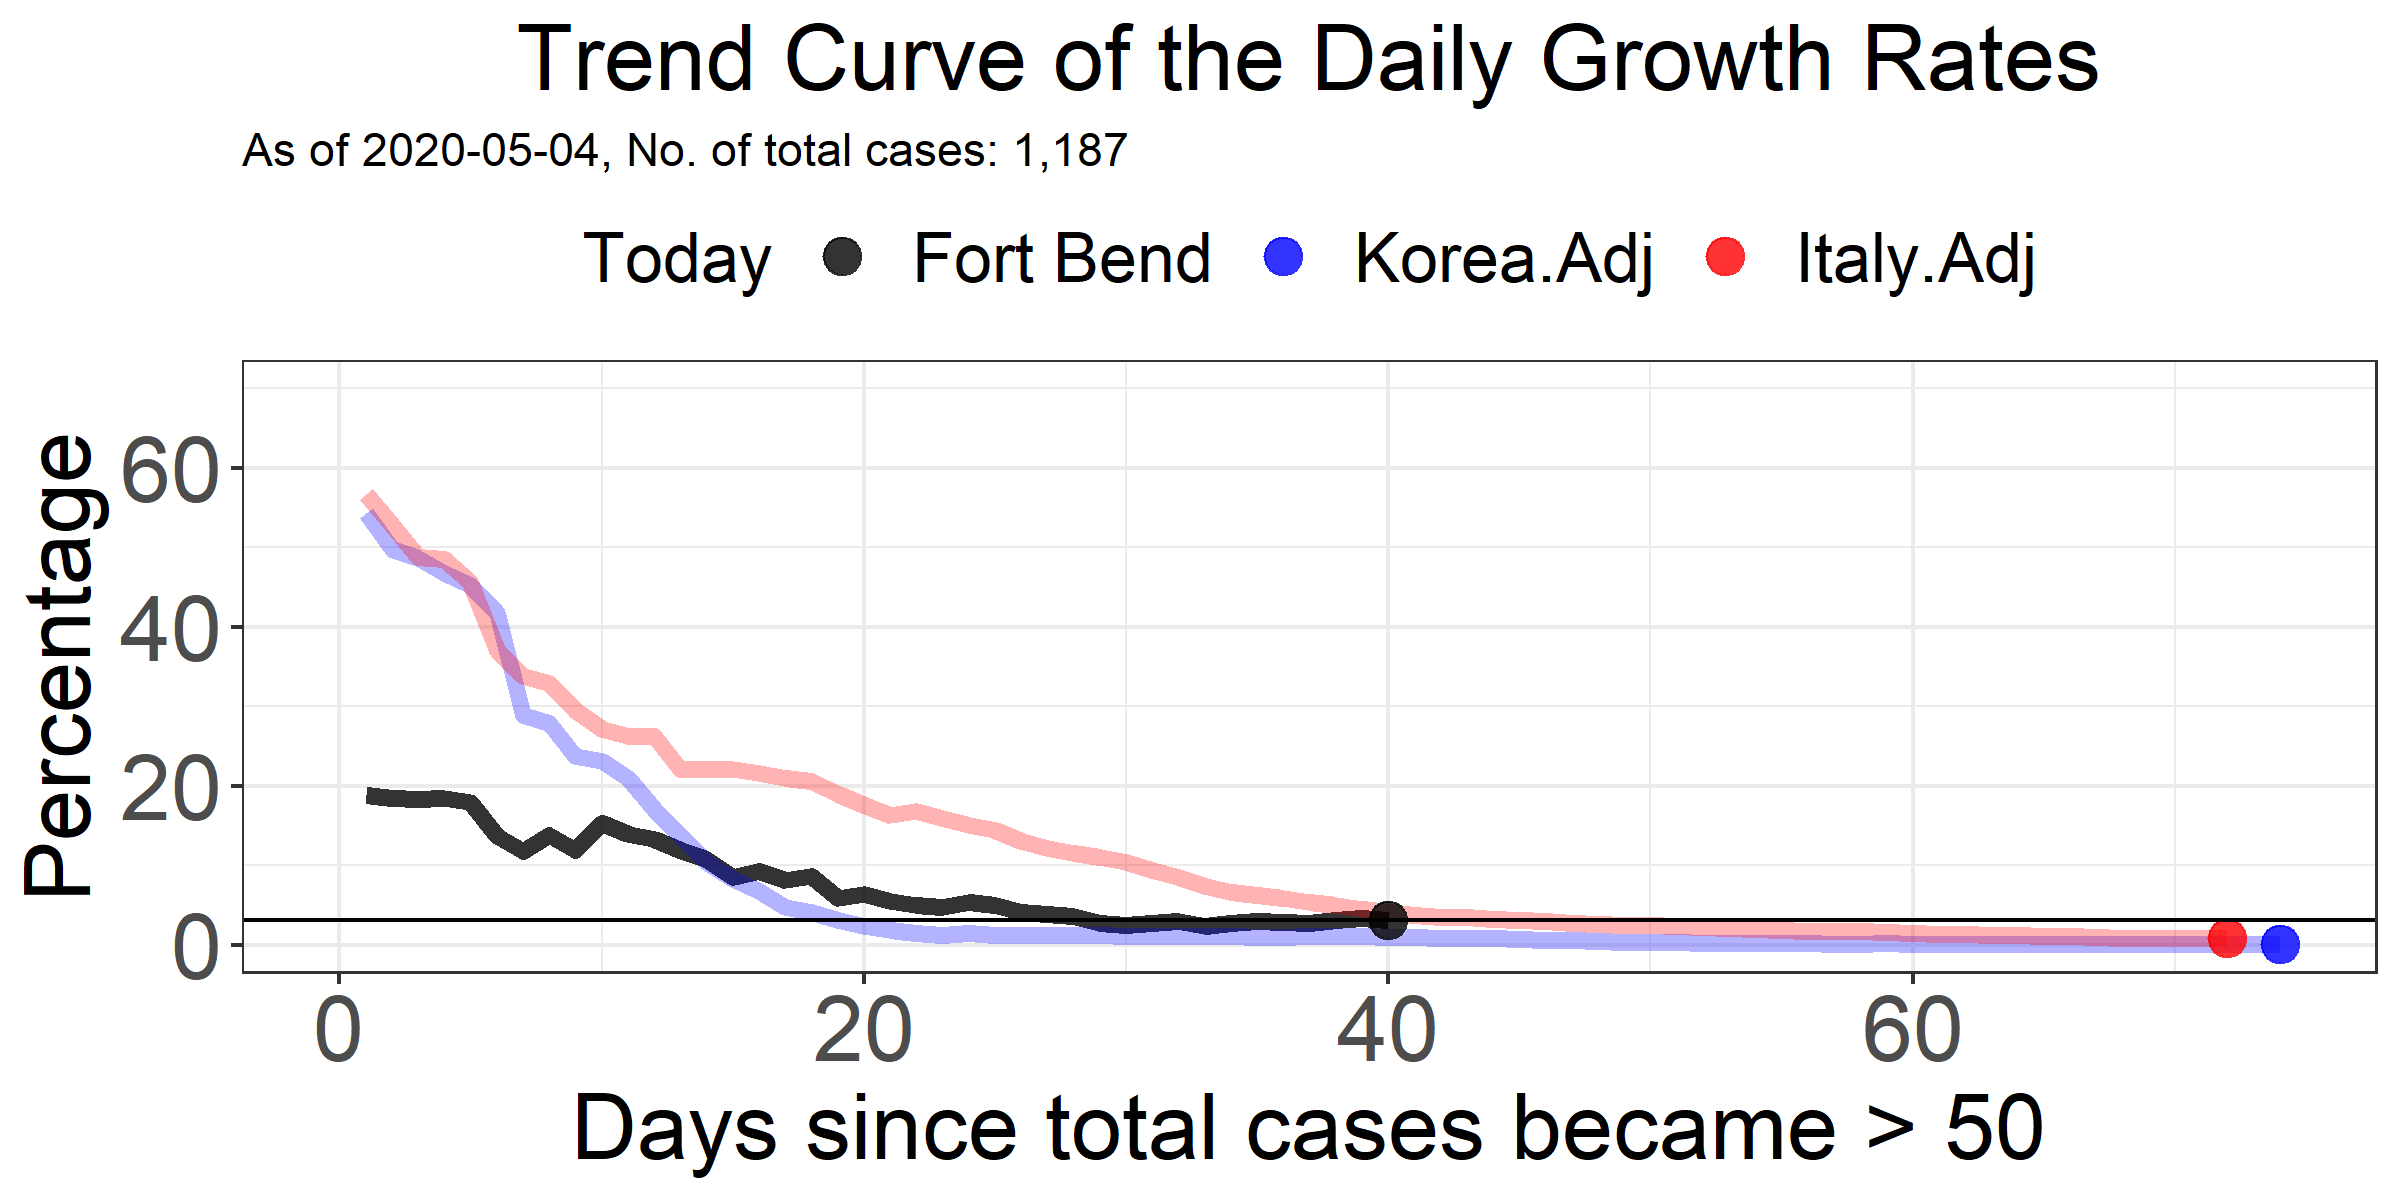 Trend Curve of the Daily Growth Rates
As of 2020-05-04, No. of total cases: 1,187
Today Fort Bend Korea.Adj Italy.Adj
Percentage
60
40
20
0
0 20 40 60
Days since total cases became > 50